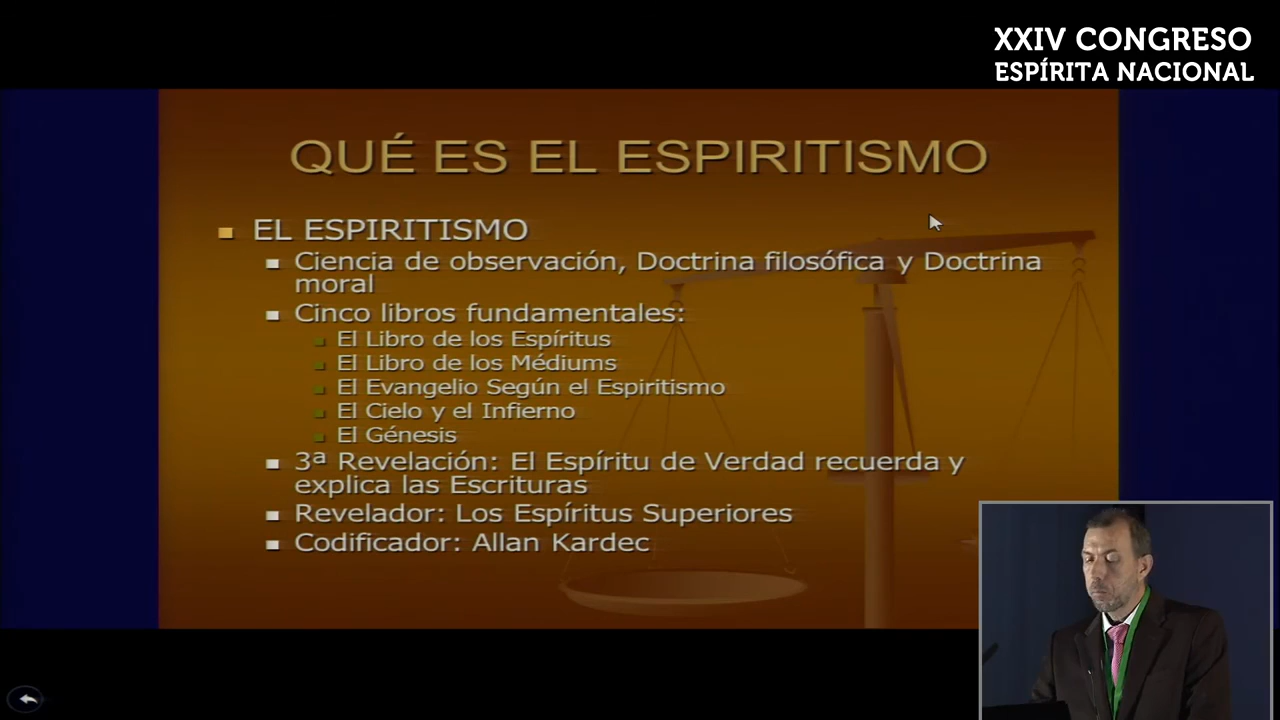 XXIV CONGRESO
ESPÍRITA NACIONAL
QUÉ ES EL ESPIRITISMO
EL ESPIRITISMO
Ciencia de observación, Doctrina filosófica y Doctrina
moral
Cinco libros fundamentales:
El Libro de los Espíritus
El Libro de los Médiums
El Evangelio Según el Espiritismo
El Cielo y el Infierno
El Génesis
3ª Revelación: El Espíritu de Verdad recuerda y
explica las Escrituras
Revelador: Los Espíritus Superiores
Codificador: Allan Kardec